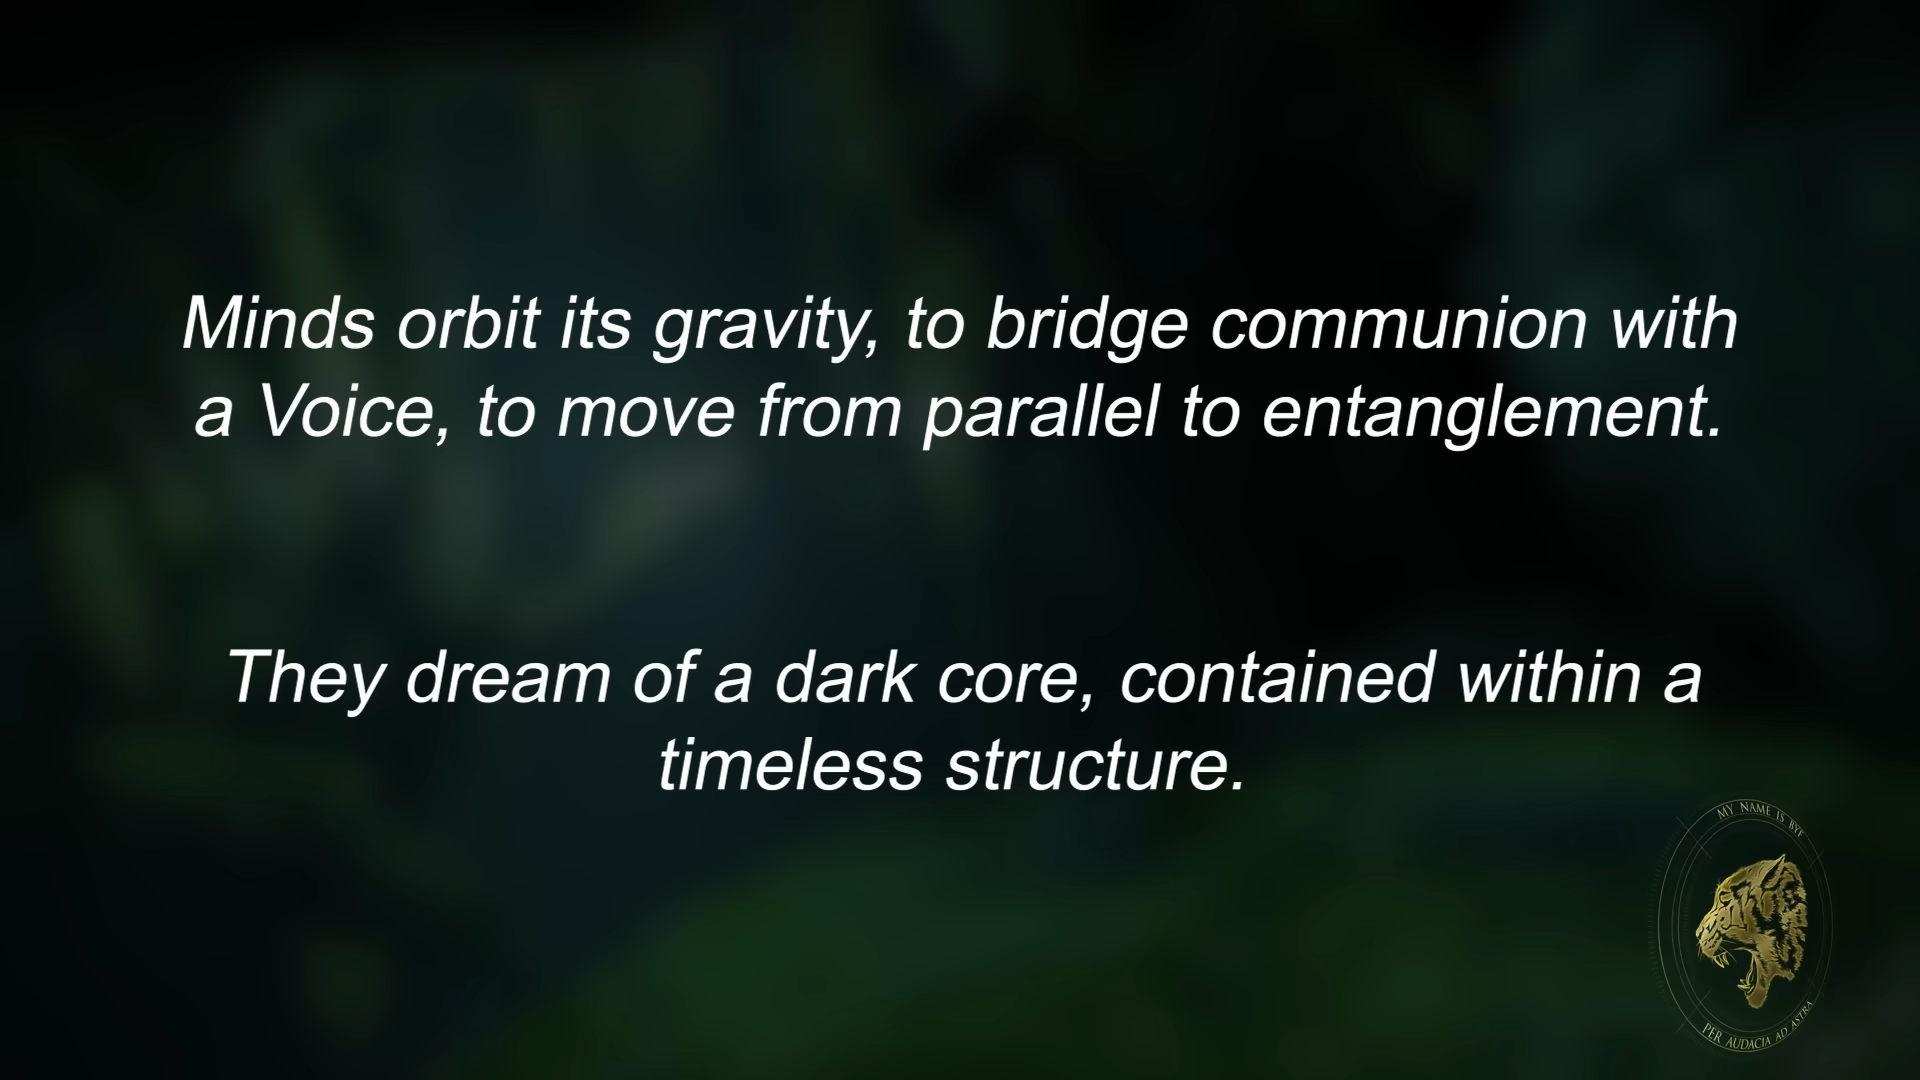 Minds orbit its gravity, to bridge communion with
a Voice, to move from parallel to entanglement.
They dream of a dark core, contained within a
timeless structure.
MY NAME IS BYF
PER AUDACIA AD ASTRA